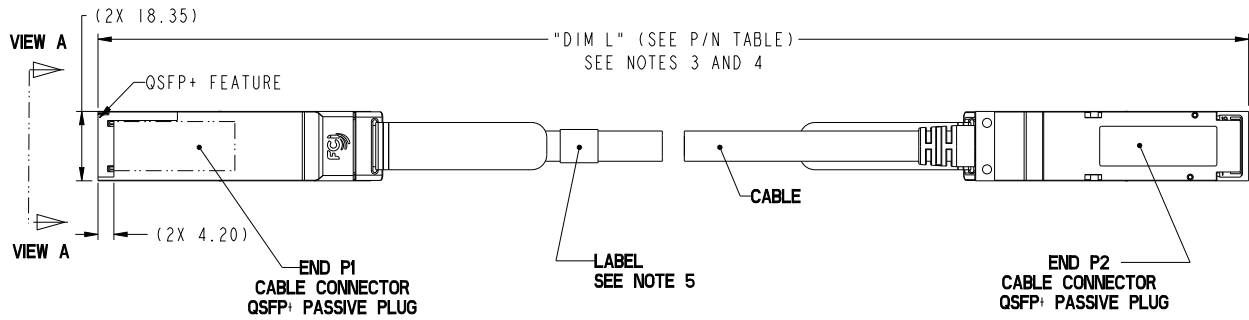 (2X 18.35)
VIEW A
"DIM L" (SEE P/N TABLE)
SEE NOTES 3 AND 4
QSFP+ FEATURE
FCI
CABLE
VIEW A
(2X 4.20)
END P1
CABLE CONNECTOR
QSFP+ PASSIVE PLUG
LABEL
SEE NOTE 5
END P2
CABLE CONNECTOR
QSFP+ PASSIVE PLUG